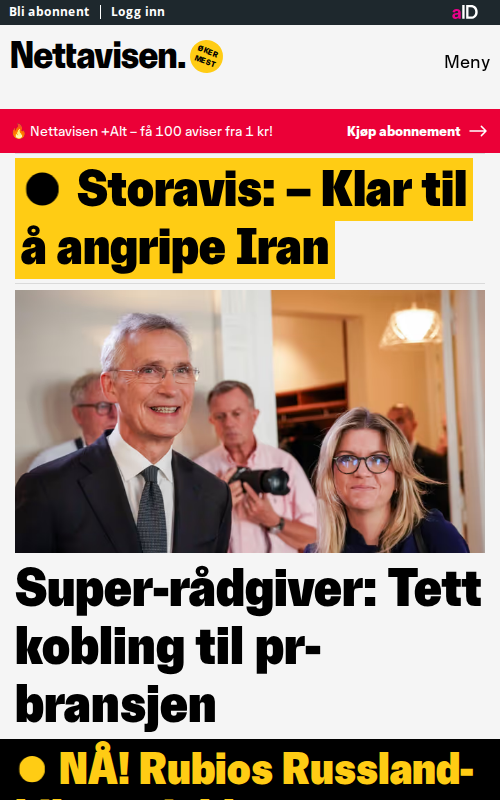 Bli abonnent | Logg inn
aID
Nettavisen.
ØKER
MEST
Meny
🔥 Nettavisen +Alt – få 100 aviser fra 1 kr!
Kjøp abonnement →
● Storavis: – Klar til
å angripe Iran
Super-rådgiver: Tett
kobling til pr-
bransjen
● NÅ! Rubios Russland-